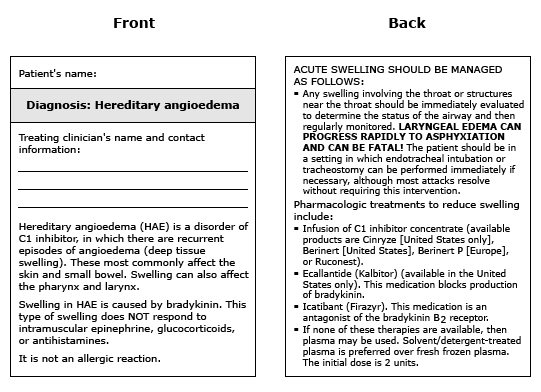 Front
Patient's name:
Diagnosis: Hereditary angioedema
Treating clinician's name and contact
information:
Hereditary angioedema (HAE) is a disorder of
C1 inhibitor, in which there are recurrent
episodes of angioedema (deep tissue
swelling). These most commonly affect the
skin and small bowel. Swelling can also affect
the pharynx and larynx.
Swelling in HAE is caused by bradykinin. This
type of swelling does NOT respond to
intramuscular epinephrine, glucocorticoids,
or antihistamines.
It is not an allergic reaction.
Back
ACUTE SWELLING SHOULD BE MANAGED
AS FOLLOWS:
▪ Any swelling involving the throat or structures
near the throat should be immediately evaluated
to determine the status of the airway and then
regularly monitored. LARYNGEAL EDEMA CAN
PROGRESS RAPIDLY TO ASPHYXIATION
AND CAN BE FATAL! The patient should be in
a setting in which endotracheal intubation or
tracheostomy can be performed immediately if
necessary, although most attacks resolve
without requiring this intervention.
Pharmacologic treatments to reduce swelling
include:
▪ Infusion of C1 inhibitor concentrate (available
products are Cinryze [United States only],
Berinert [United States], Berinert P [Europe],
or Ruconest).
▪ Ecallantide (Kalbitor) (available in the United
States only). This medication blocks production
of bradykinin.
▪ Icatibant (Firazyr). This medication is an
antagonist of the bradykinin B2 receptor.
▪ If none of these therapies are available, then
plasma may be used. Solvent/detergent-treated
plasma is preferred over fresh frozen plasma.
The initial dose is 2 units.